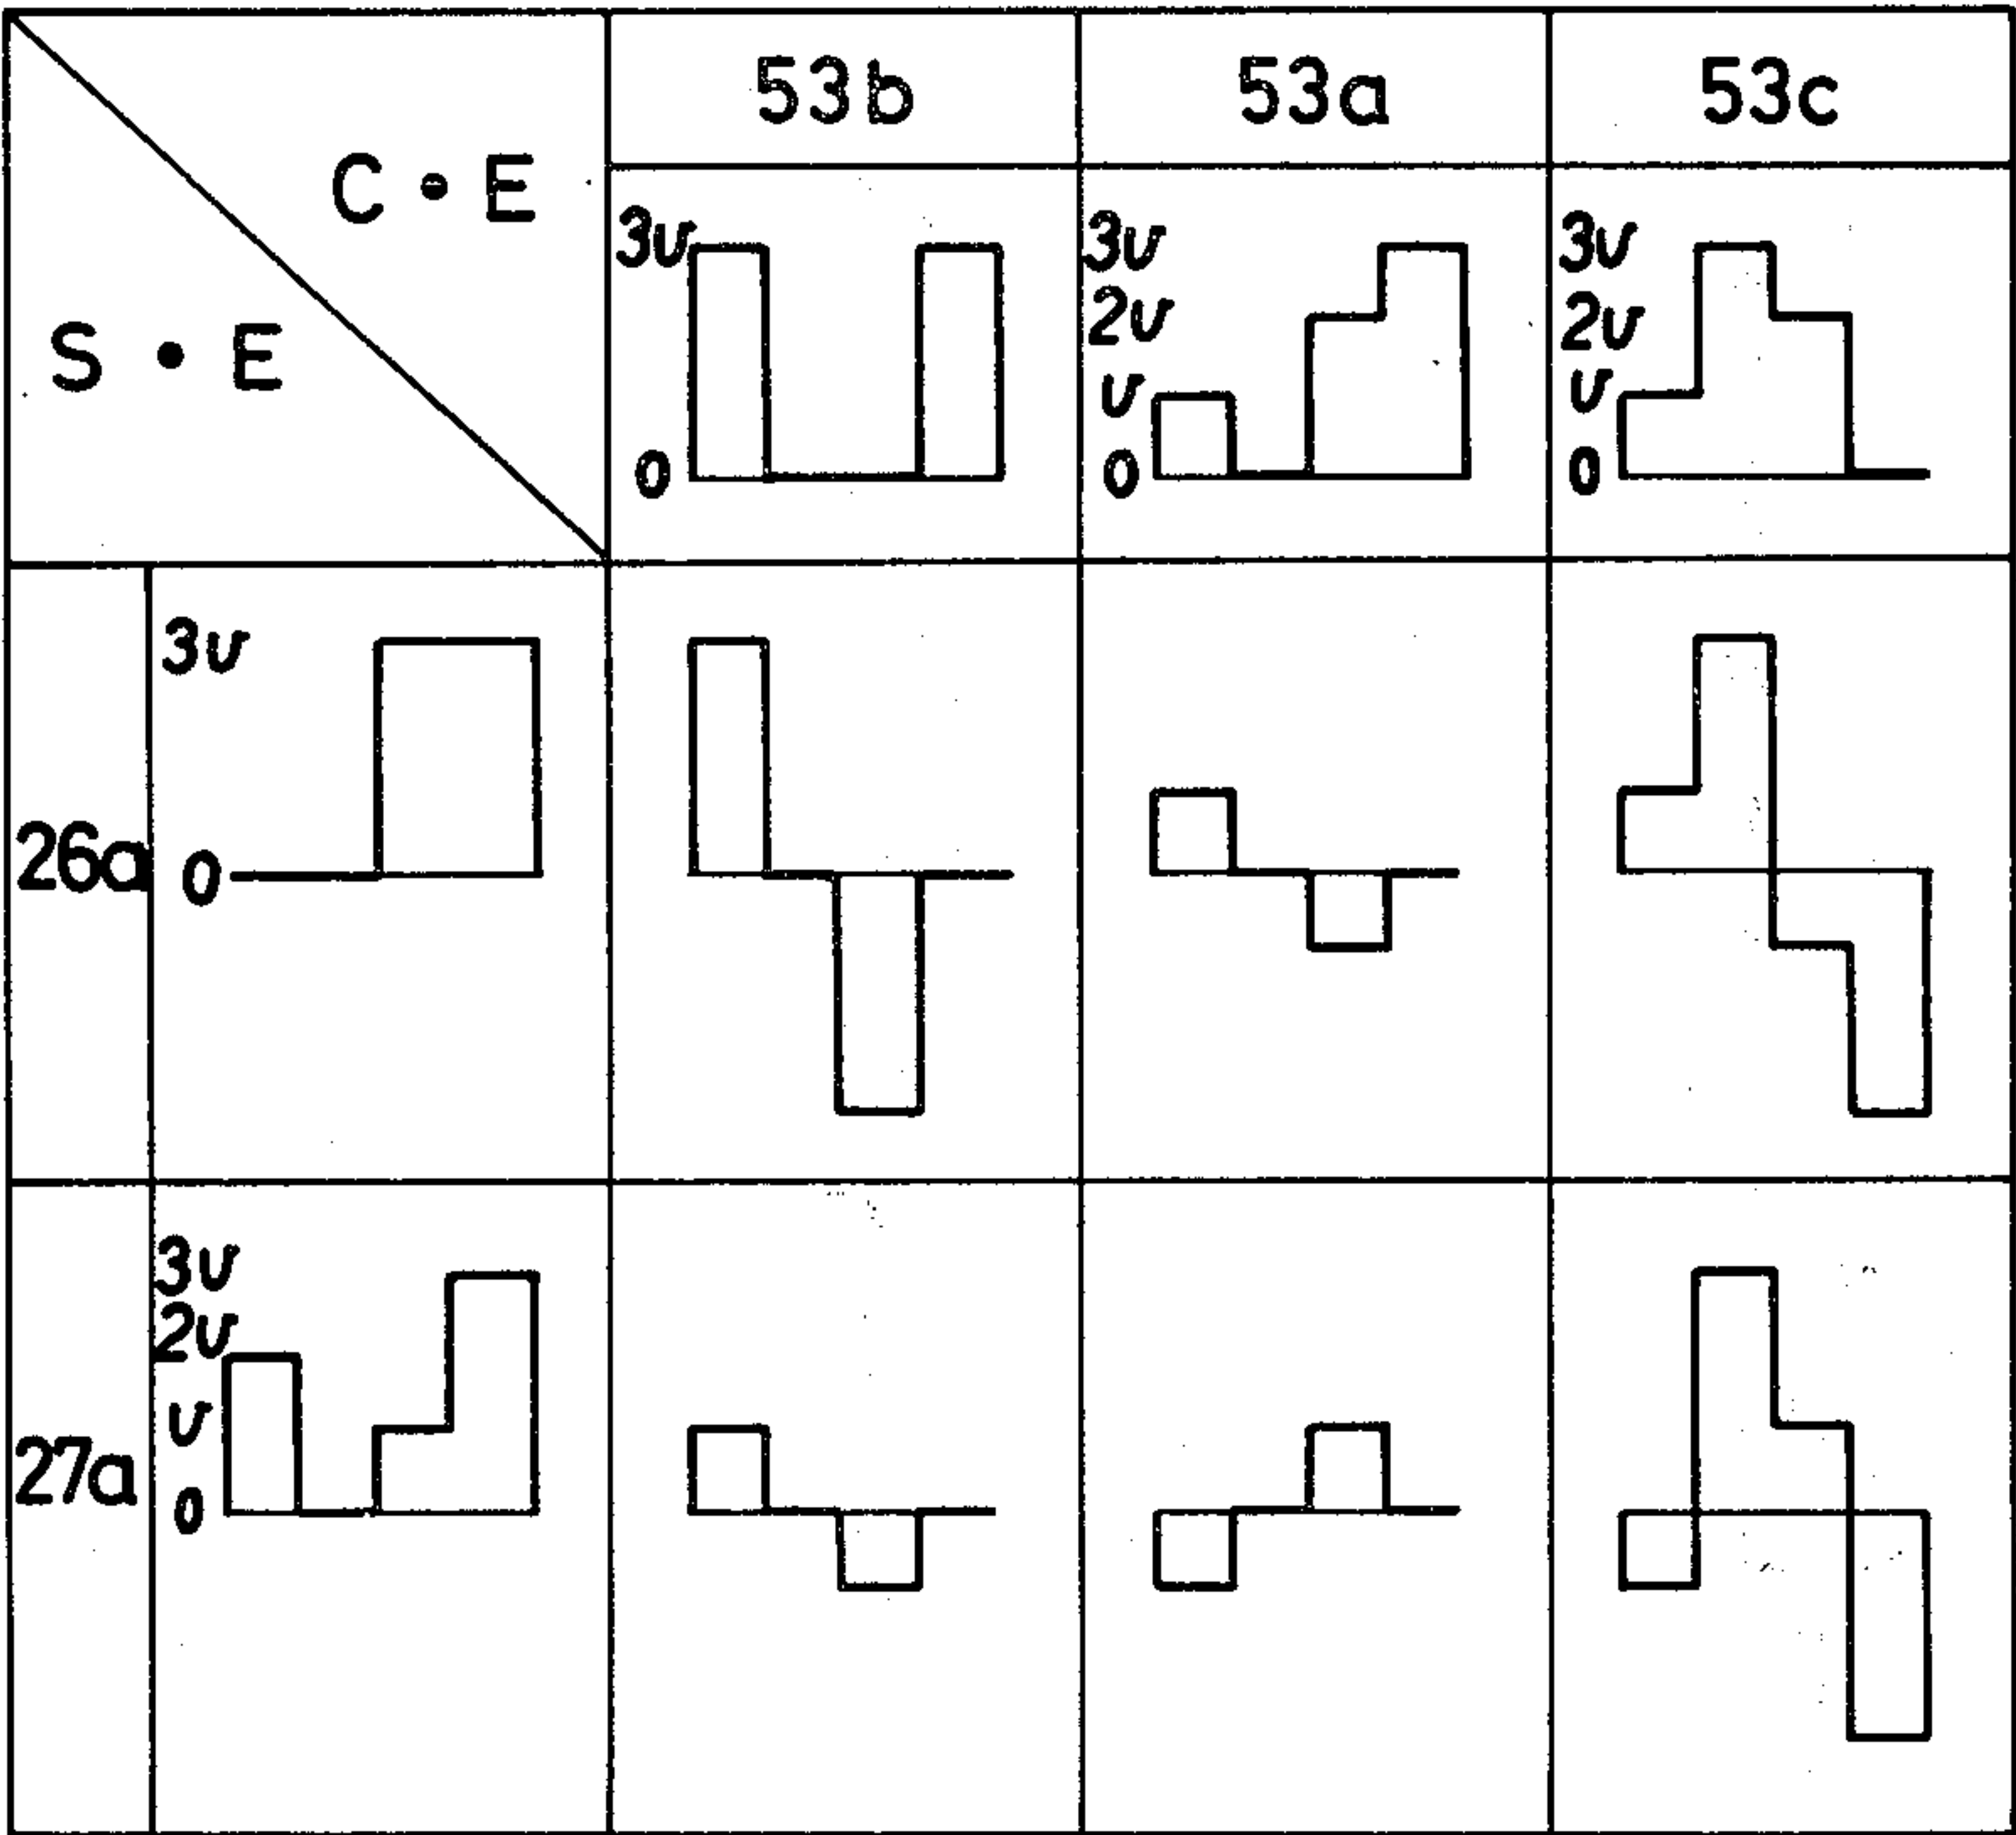 53b 53a 53c
C • E
S • E
3v 0
3v 2v v 0
3v 2v v 0
26a 3v 0
27a 3v 2v v 0